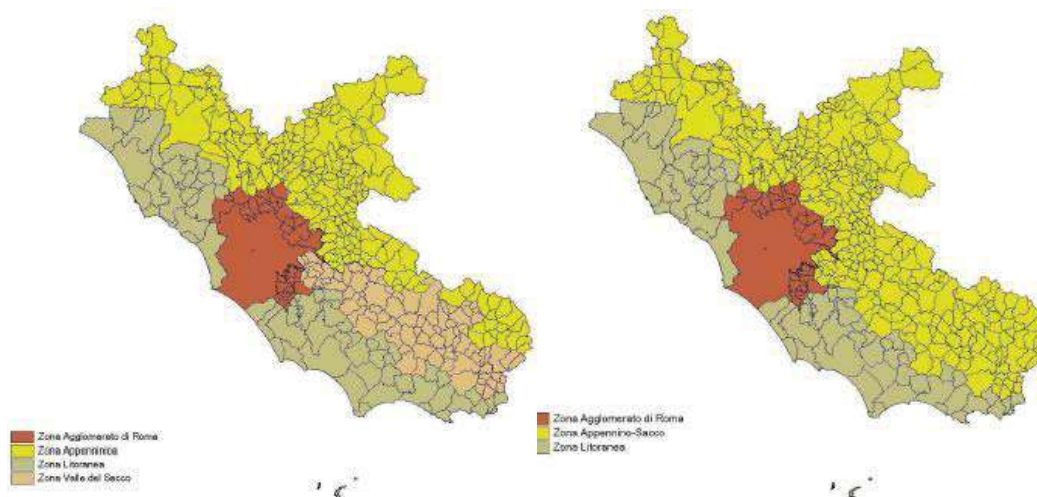 Zona Agglomerato di Roma
Zona Appenninica
Zona Litoranea
Zona Valle del Sacco
Zona Agglomerato di Roma
Zona Appennino-Sacco
Zona Litoranea